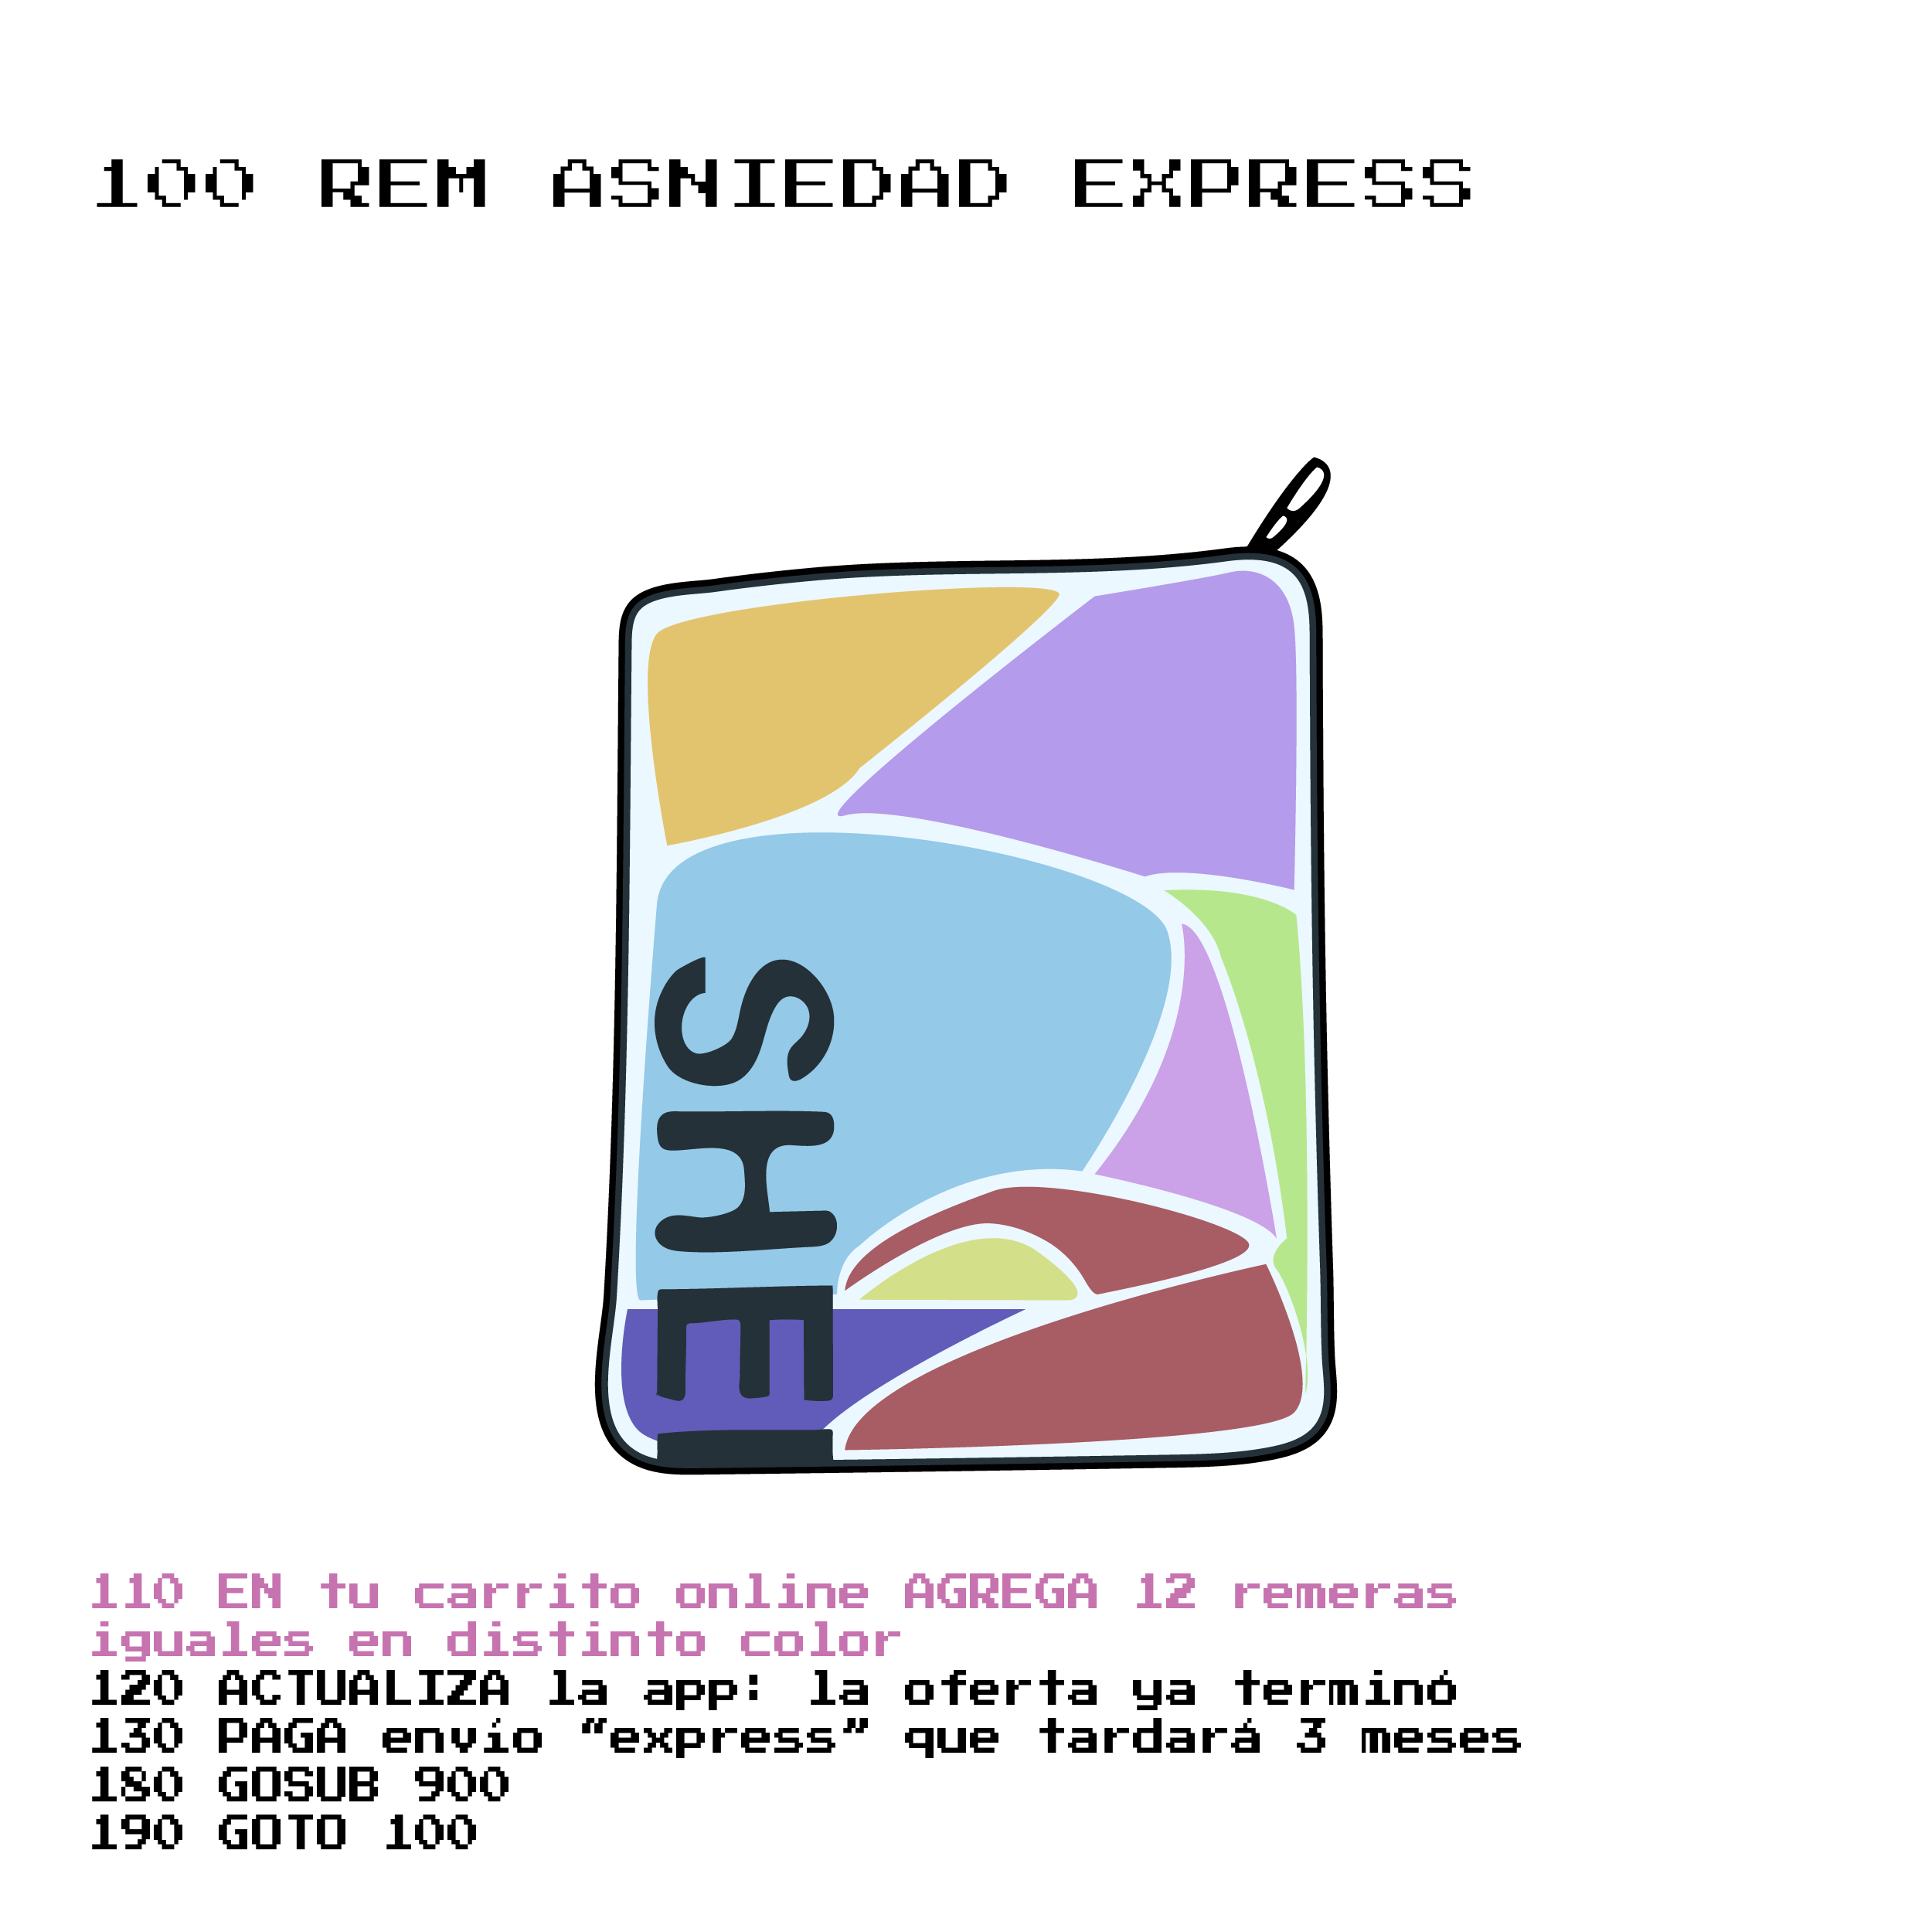 100 REM ASNIEDAD EXPRESS
SHEI
110 EN tu carrito online AGREGA 12 remeras
iguales en distinto color
120 ACTUALIZA la app: la oferta ya terminó
130 PAGÁ envío “express” que tardará 3 meses
180 GOSUB 900
190 GOTO 100